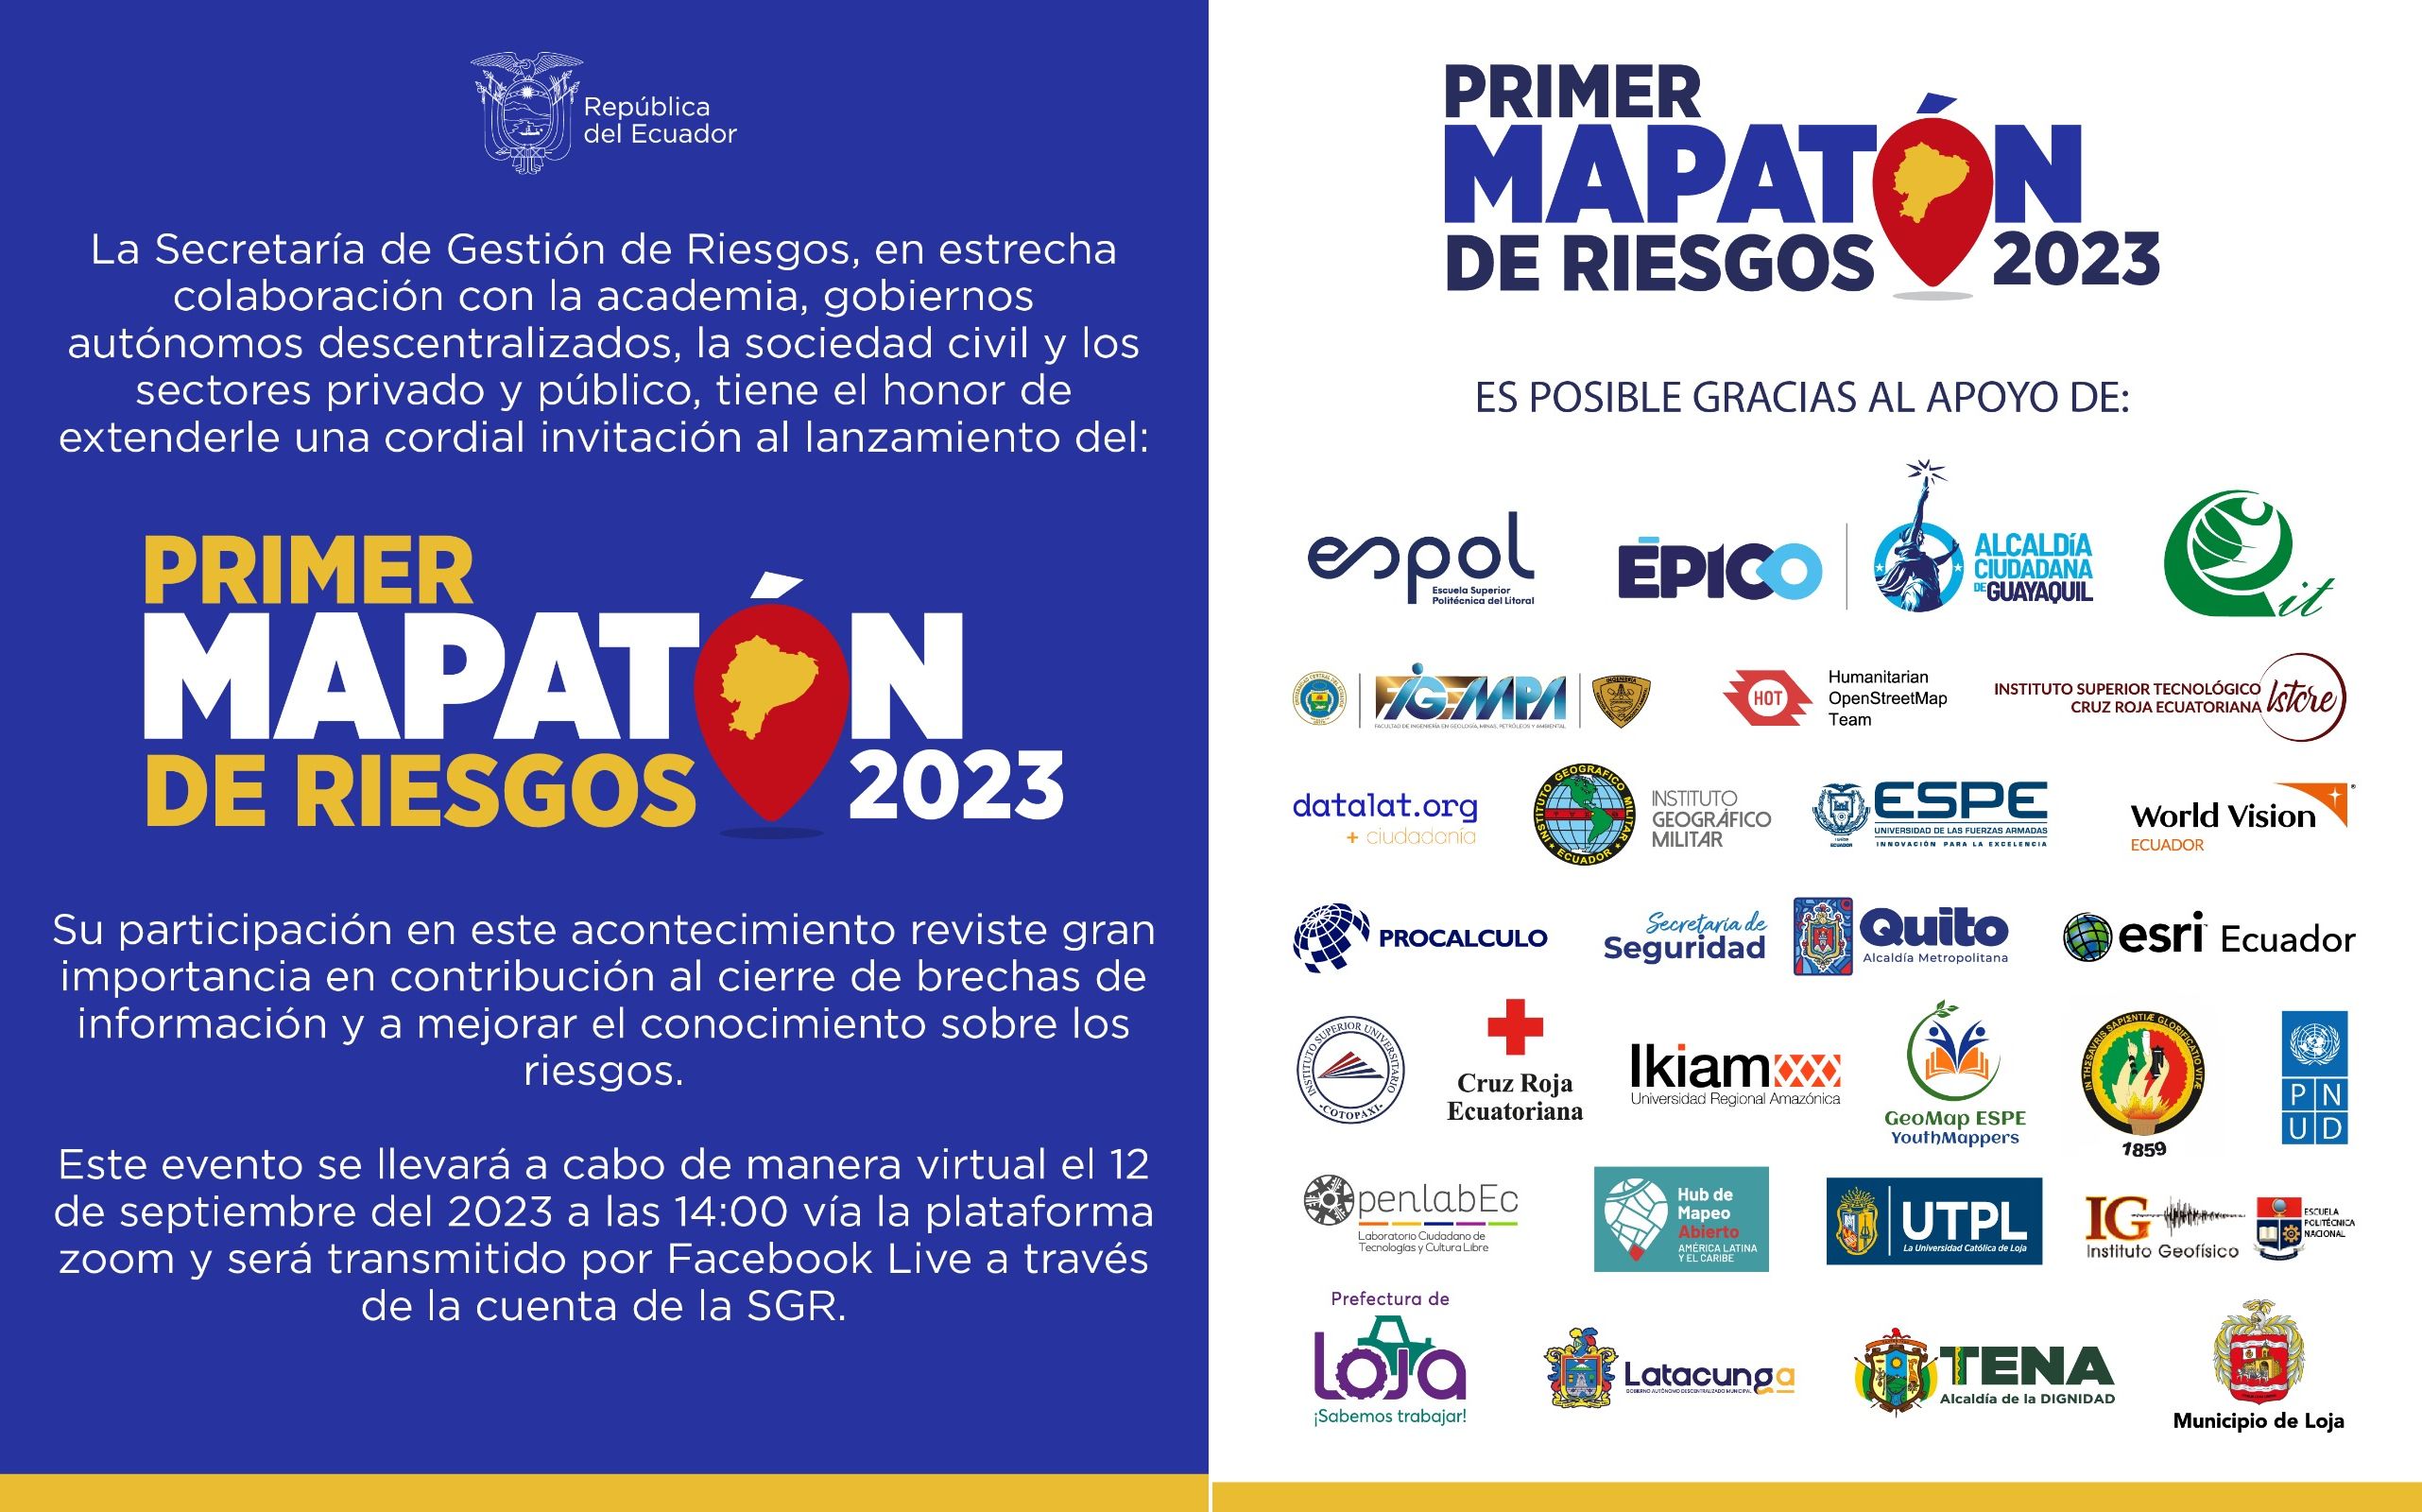 República
del Ecuador
La Secretaría de Gestión de Riesgos, en estrecha
colaboración con la academia, gobiernos
autónomos descentralizados, la sociedad civil y los
sectores privado y público, tiene el honor de
extenderle una cordial invitación al lanzamiento del:
PRIMER
MAPATÓN
DE RIESGOS 2023
Su participación en este acontecimiento reviste gran
importancia en contribución al cierre de brechas de
información y a mejorar el conocimiento sobre los
riesgos.
Este evento se llevará a cabo de manera virtual el 12
de septiembre del 2023 a las 14:00 vía la plataforma
zoom y será transmitido por Facebook Live a través
de la cuenta de la SGR.
PRIMER
MAPATÓN
DE RIESGOS 2023
ES POSIBLE GRACIAS AL APOYO DE:
espol
Escuela Superior
Politécnica del Litoral
ÉPICO
ALCALDÍA
CIUDADANA
DE GUAYAQUIL
it
FIGEMPA
FACULTAD DE INGENIERÍA EN GEOLOGÍA, MINAS, PETRÓLEOS Y AMBIENTAL
HOT
Humanitarian
OpenStreetMap
Team
INSTITUTO SUPERIOR TECNOLÓGICO
CRUZ ROJA ECUATORIANA
Istcre
datalat.org
+ ciudadanía
INSTITUTO GEOGRAFICO MILITAR
ECUADOR
INSTITUTO
GEOGRÁFICO
MILITAR
ESPE
UNIVERSIDAD DE LAS FUERZAS ARMADAS
INNOVACIÓN PARA LA EXCELENCIA
World Vision
ECUADOR
PROCALCULO
Secretaría de
Seguridad
Quito
Alcaldía Metropolitana
esri Ecuador
INSTITUTO SUPERIOR UNIVERSITARIO
-COTOPAXI-
Cruz Roja
Ecuatoriana
Ikiam
Universidad Regional Amazónica
GeoMap ESPE
YouthMappers
IN THESAVRIS SAPIENTIÆ GLORIFICATIO VITÆ
1859
P N
U D
penlabEc
Laboratorio Ciudadano de
Tecnologías y Cultura Libre
Hub de
Mapeo
Abierto
AMÉRICA LATINA
Y EL CARIBE
UTPL
La Universidad Católica de Loja
IG
Instituto Geofísico
ESCUELA
POLITÉCNICA
NACIONAL
Prefectura de
Loja
¡Sabemos trabajar!
Latacunga
GOBIERNO AUTÓNOMO DESCENTRALIZADO MUNICIPAL
TENA
Alcaldía de la DIGNIDAD
Municipio de Loja